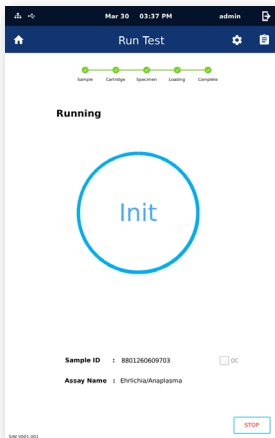 Mar 30 03:37 PM admin
Run Test
Sample Cartridge Specimen Loading Complete
Running
Init
Sample ID : 8801260609703 QC
Assay Name : Ehrlichia/Anaplasma
STOP
S/W V001.001